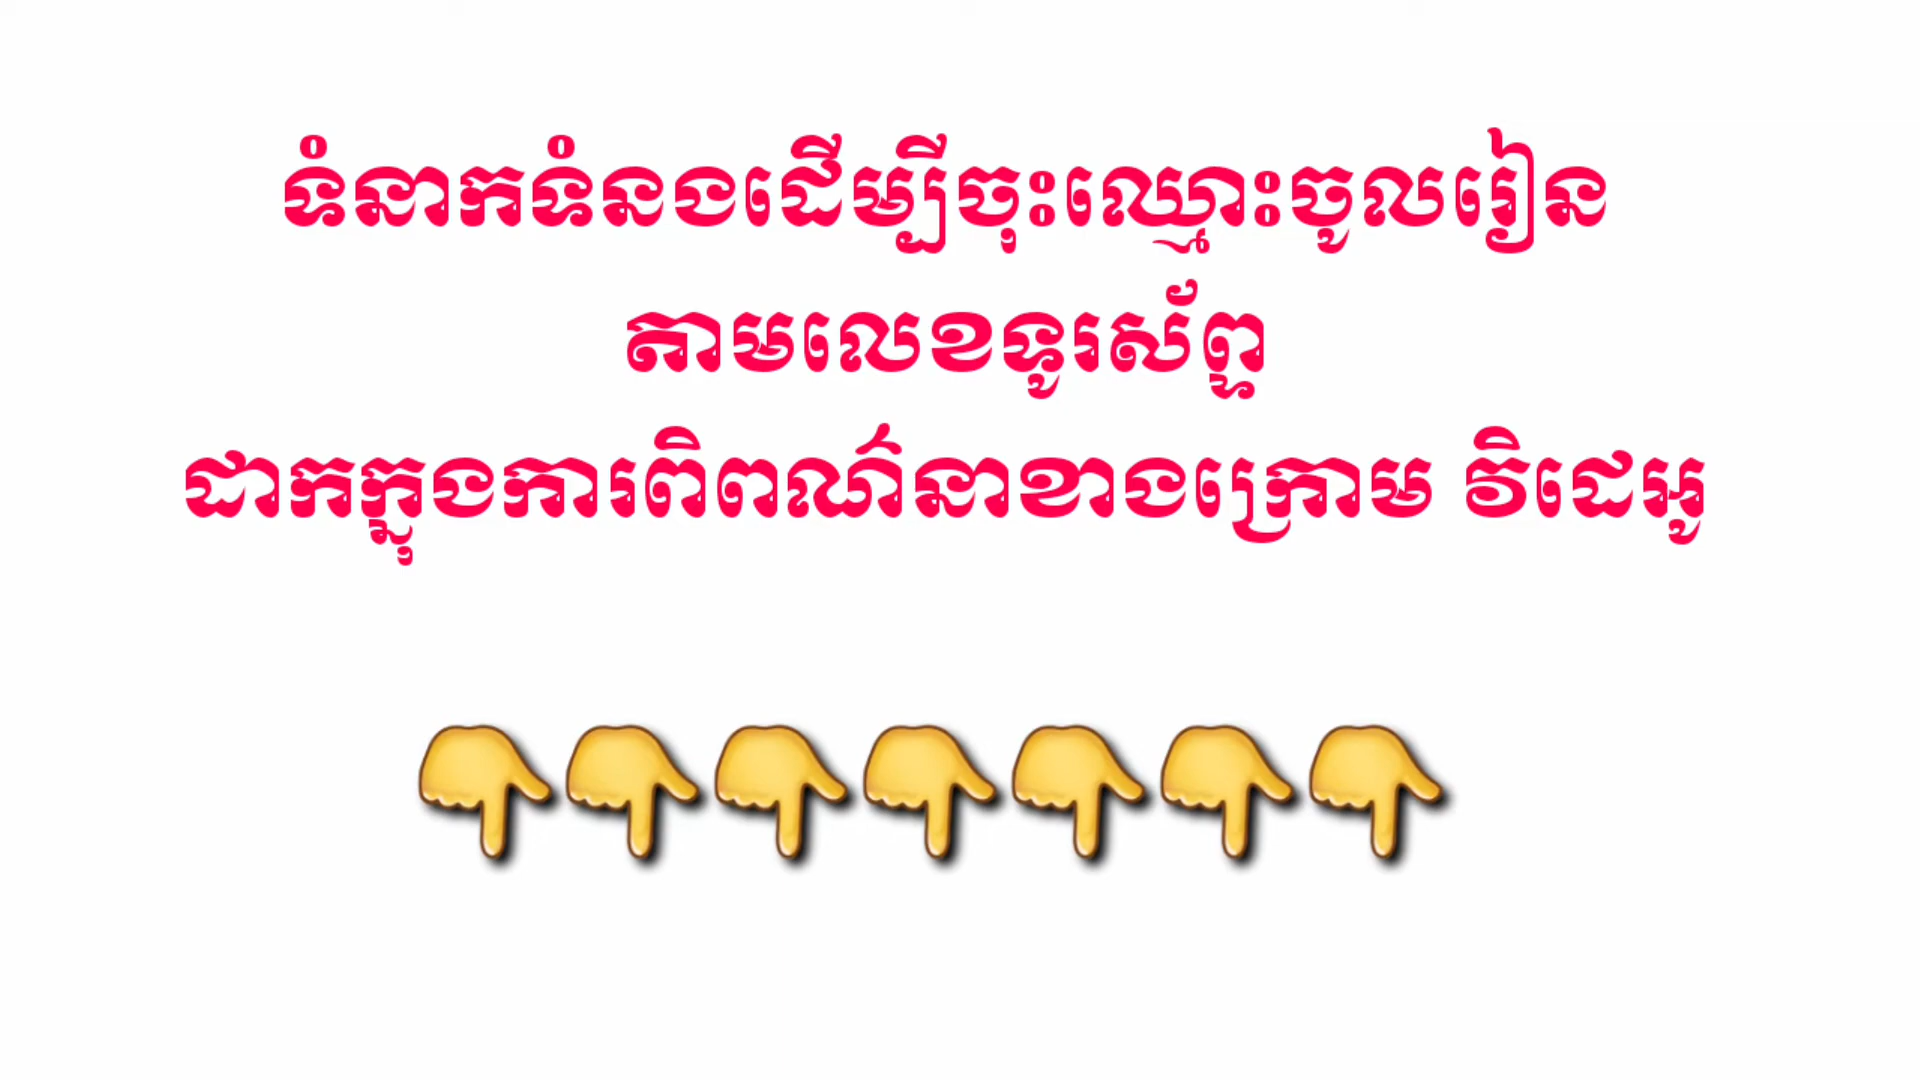 ទំនាកទំនងដើម្បីចុះឈ្មោះចូលរៀន
តាមលេខទូរស័ព្ទ
ដាកក្នុងការពិពណ៌នាខាងក្រោម វិដេអូ